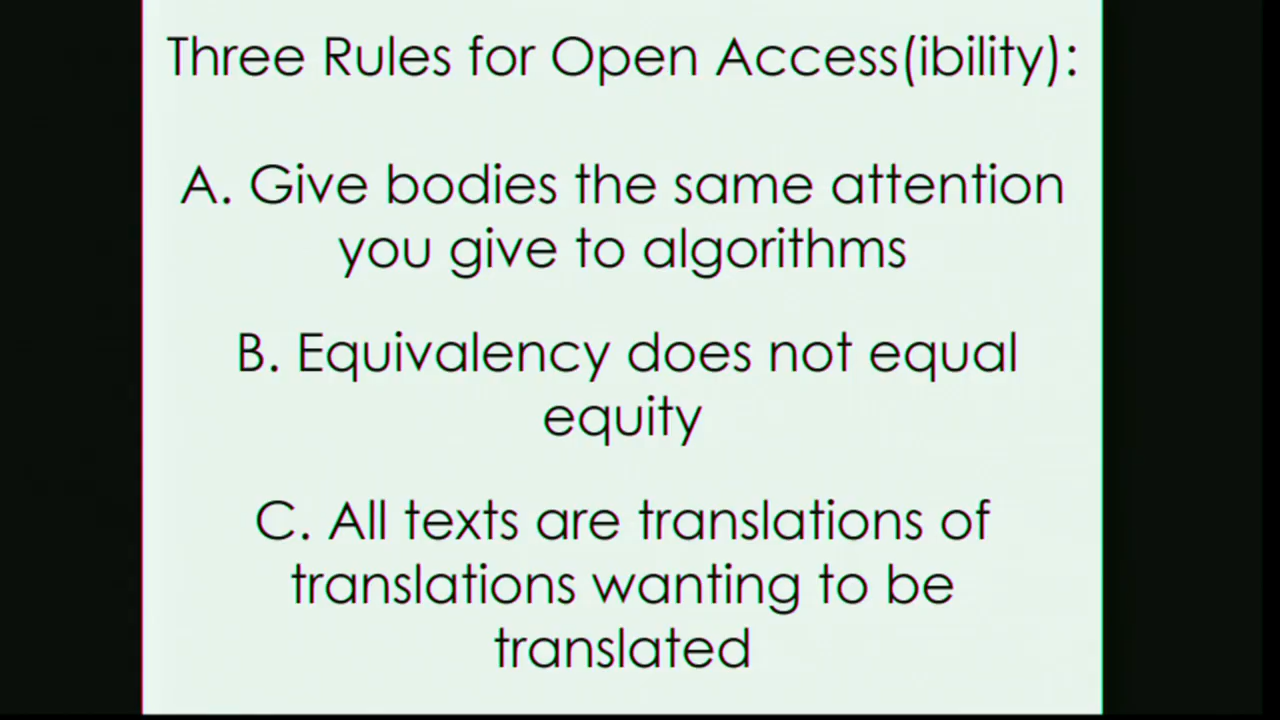 Three Rules for Open Access(ibility):
A. Give bodies the same attention
you give to algorithms
B. Equivalency does not equal
equity
C. All texts are translations of
translations wanting to be
translated